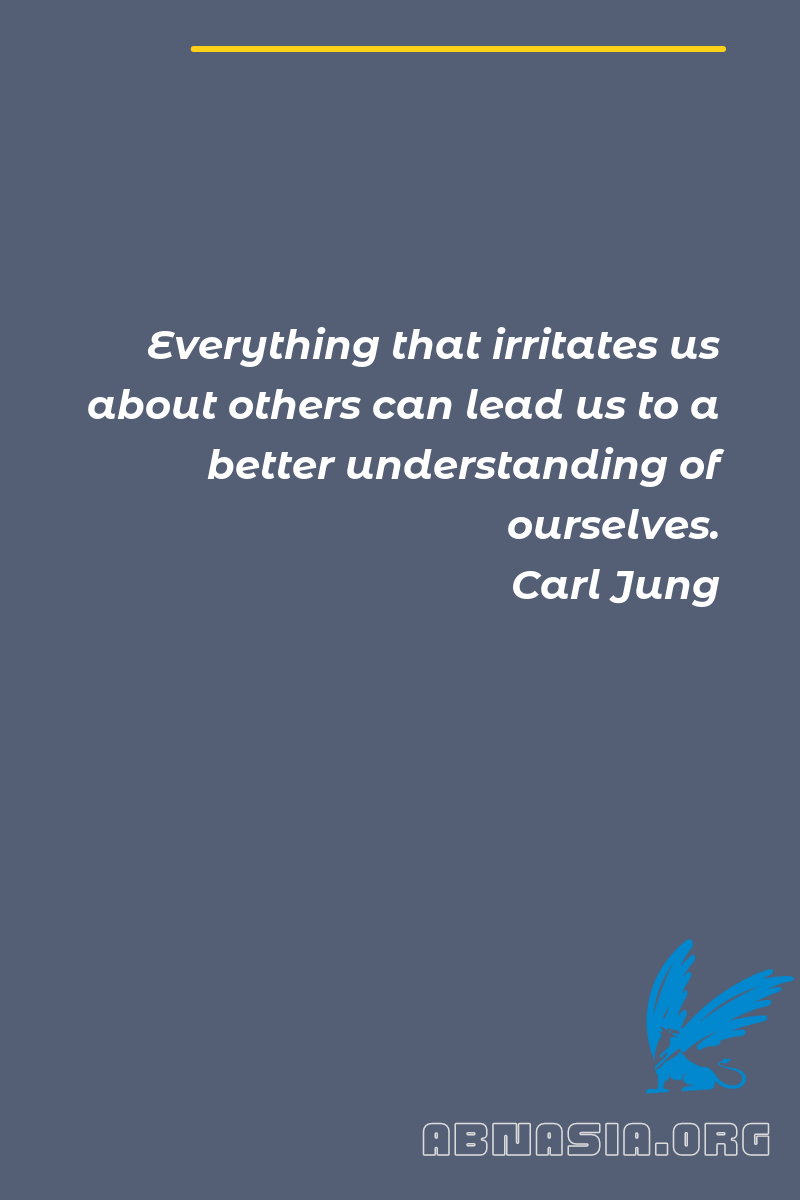 Everything that irritates us
about others can lead us to a
better understanding of
ourselves.
Carl Jung
ABNASIA.ORG